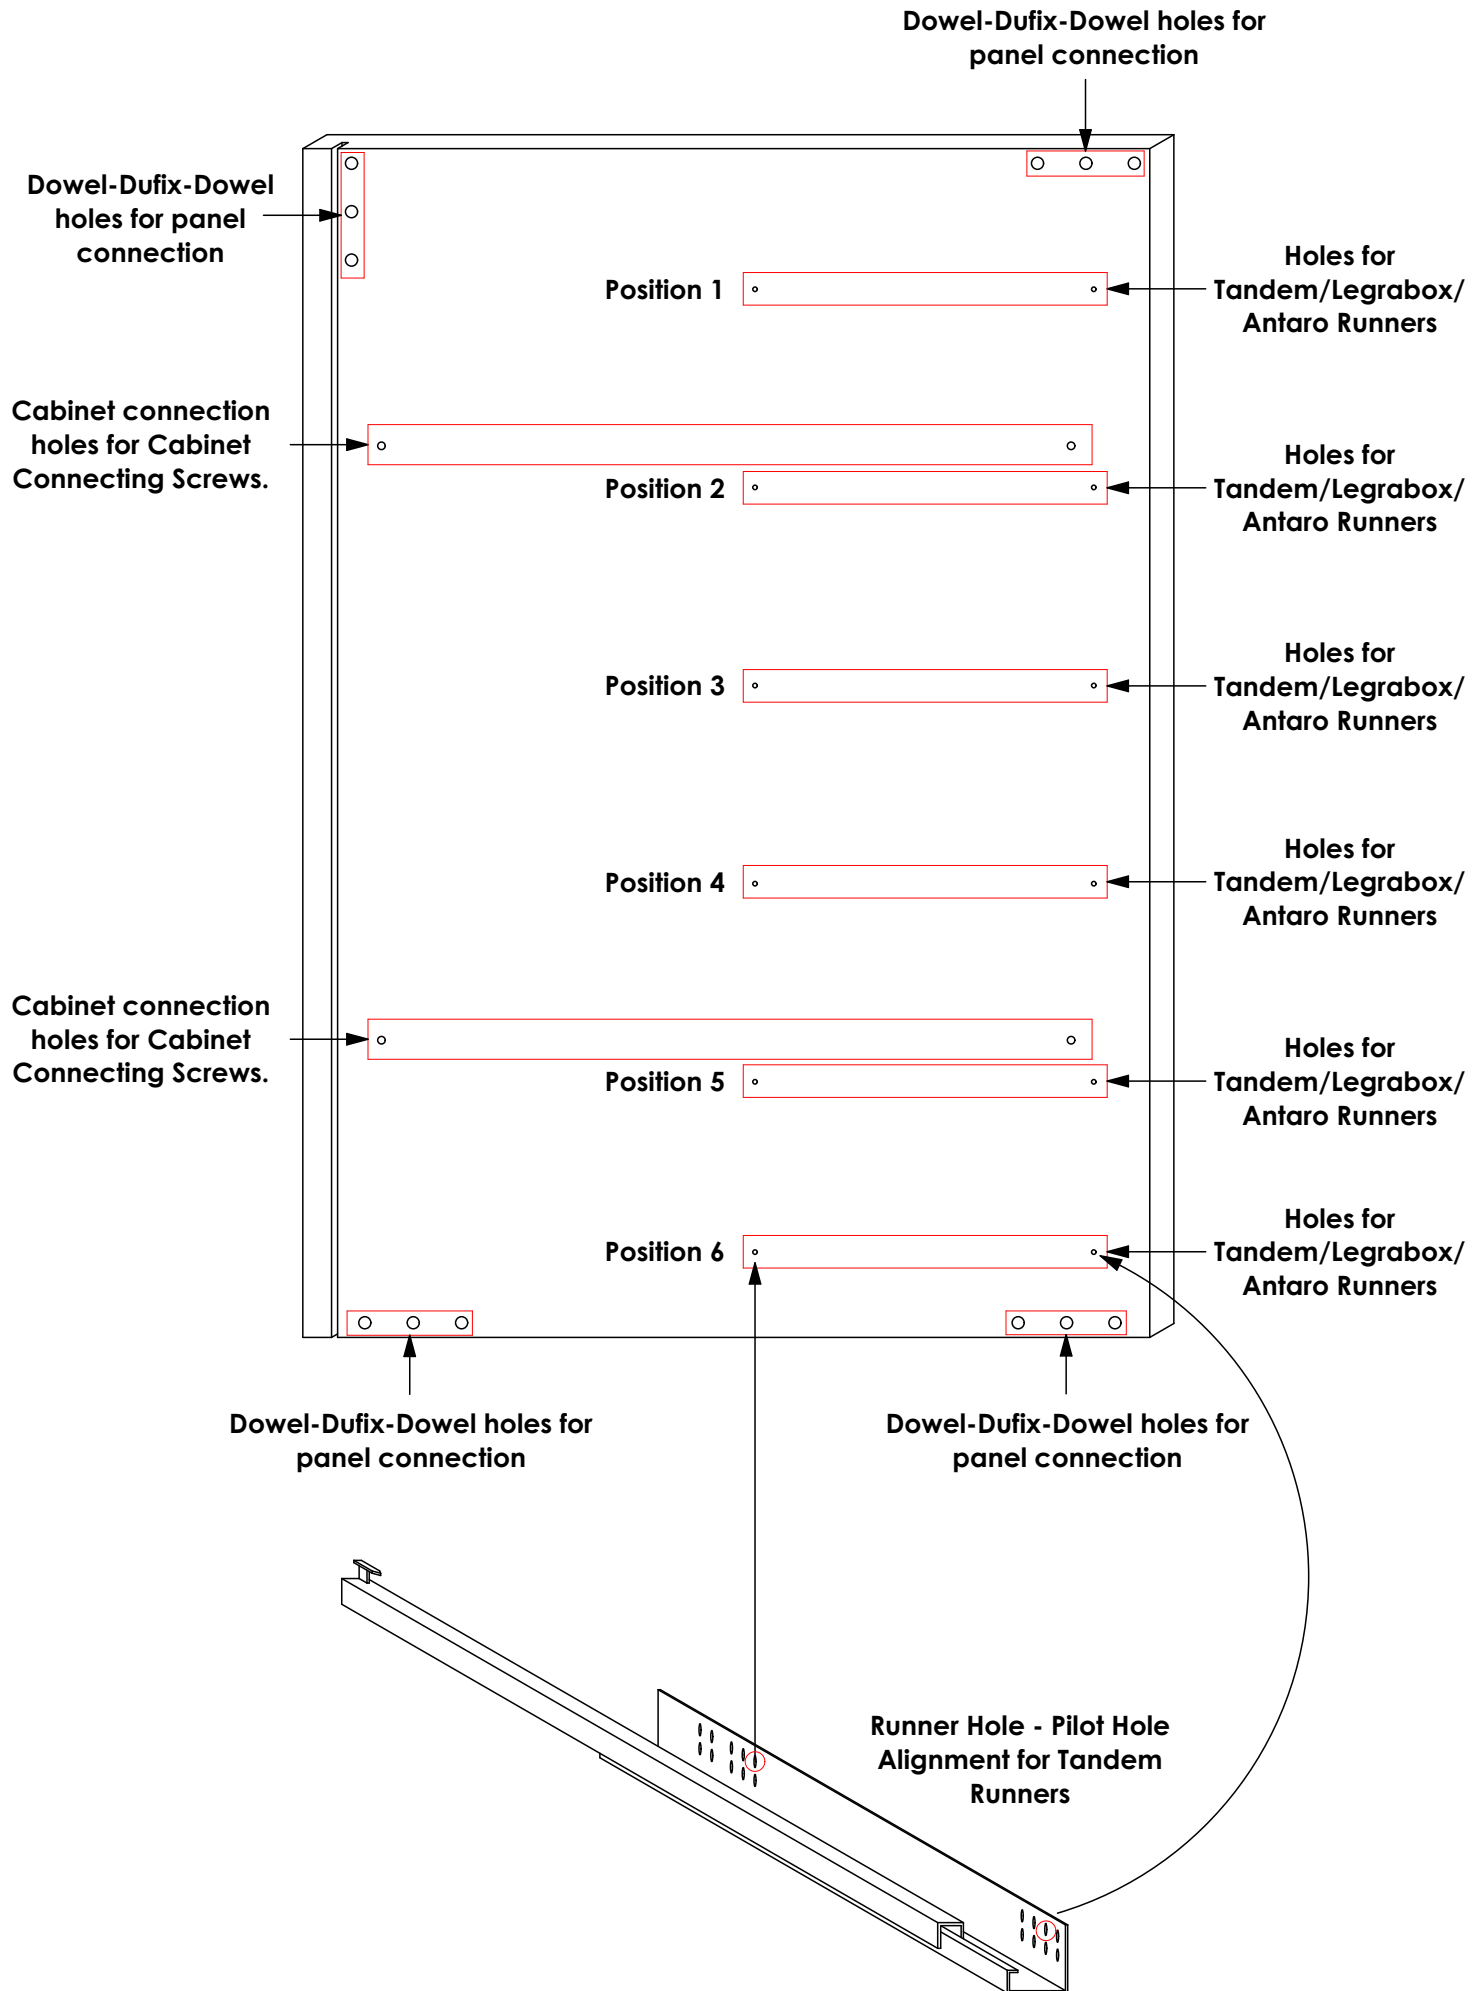 Dowel-Dufix-Dowel holes for
panel connection
Dowel-Dufix-Dowel
holes for panel
connection
Position 1
Holes for
Tandem/Legrabox/
Antaro Runners
Cabinet connection
holes for Cabinet
Connecting Screws.
Position 2
Holes for
Tandem/Legrabox/
Antaro Runners
Position 3
Holes for
Tandem/Legrabox/
Antaro Runners
Position 4
Holes for
Tandem/Legrabox/
Antaro Runners
Cabinet connection
holes for Cabinet
Connecting Screws.
Position 5
Holes for
Tandem/Legrabox/
Antaro Runners
Position 6
Holes for
Tandem/Legrabox/
Antaro Runners
Dowel-Dufix-Dowel holes for
panel connection
Dowel-Dufix-Dowel holes for
panel connection
Runner Hole - Pilot Hole
Alignment for Tandem
Runners